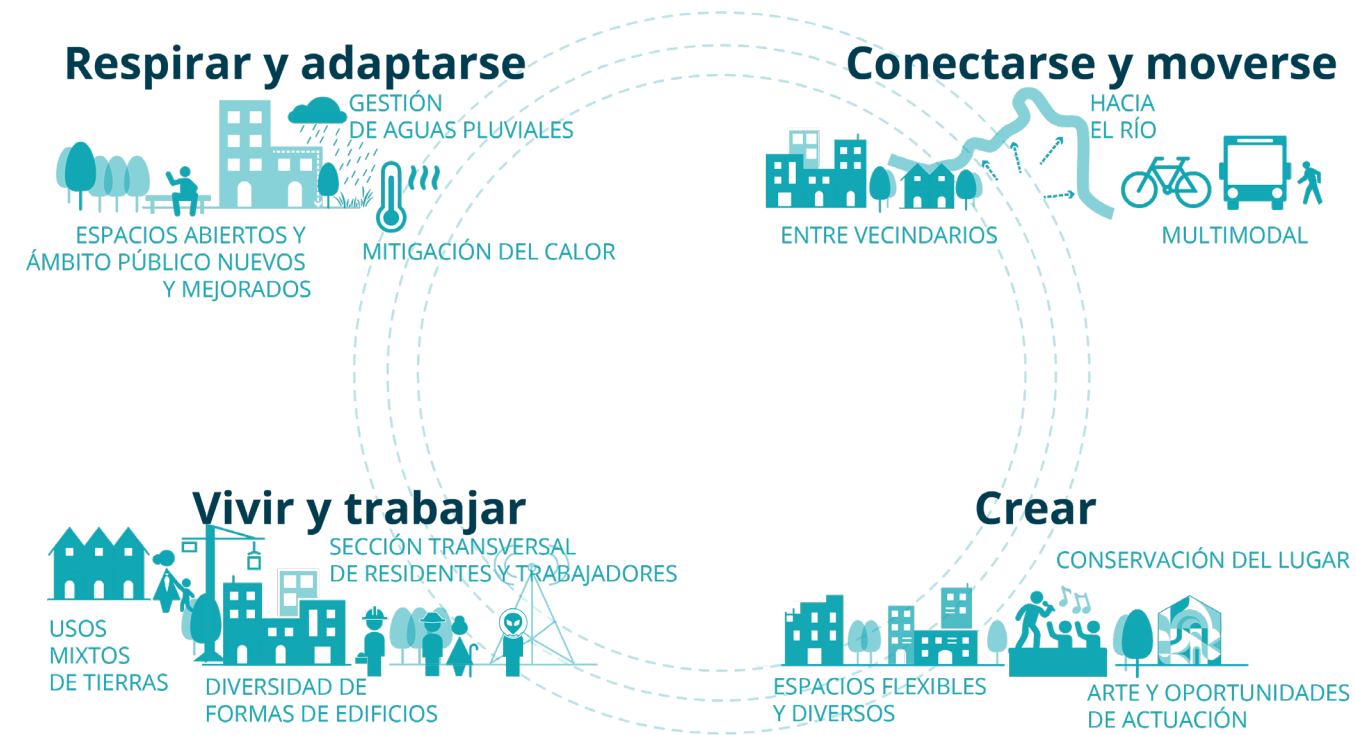 Respirar y adaptarse
GESTIÓN
DE AGUAS PLUVIALES
ESPACIOS ABIERTOS Y
ÁMBITO PÚBLICO NUEVOS
Y MEJORADOS
MITIGACIÓN DEL CALOR
Conectarse y moverse
HACIA
EL RÍO
ENTRE VECINDARIOS
MULTIMODAL
Vivir y trabajar
SECCIÓN TRANSVERSAL
DE RESIDENTES Y TRABAJADORES
USOS
MIXTOS
DE TIERRAS
DIVERSIDAD DE
FORMAS DE EDIFICIOS
Crear
CONSERVACIÓN DEL LUGAR
ESPACIOS FLEXIBLES
Y DIVERSOS
ARTE Y OPORTUNIDADES
DE ACTUACIÓN